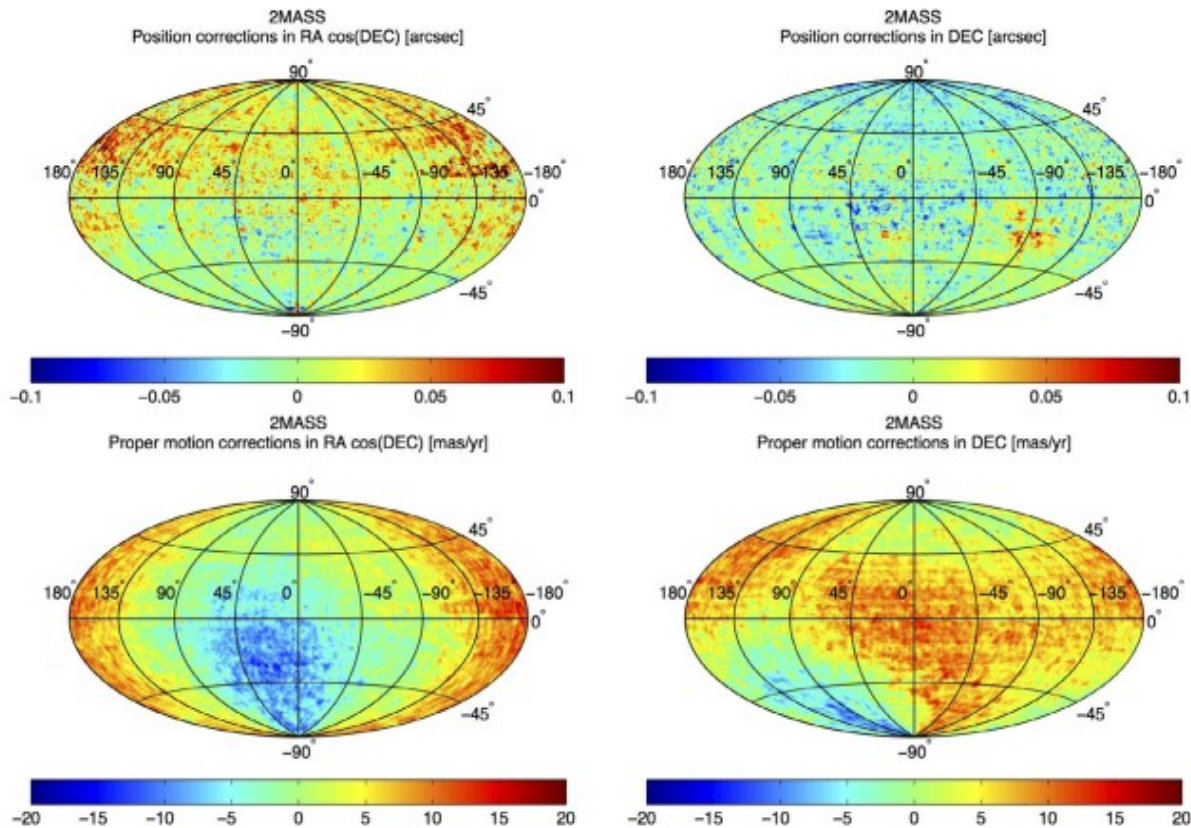 2MASS
Position corrections in RA cos(DEC) [arcsec]
90°
45°
180° 135° 90° 45° 0° −45° −90° −135° −180°
0°
−45°
−90°
−0.1 −0.05 0 0.05 0.1
2MASS
Position corrections in DEC [arcsec]
90°
45°
180° 135° 90° 45° 0° −45° −90° −135° −180°
0°
−45°
−90°
−0.1 −0.05 0 0.05 0.1
2MASS
Proper motion corrections in RA cos(DEC) [mas/yr]
90°
45°
180° 135° 90° 45° 0° −45° −90° −135° −180°
0°
−45°
−90°
−20 −15 −10 −5 0 5 10 15 20
2MASS
Proper motion corrections in DEC [mas/yr]
90°
45°
180° 135° 90° 45° 0° −45° −90° −135° −180°
0°
−45°
−90°
−20 −15 −10 −5 0 5 10 15 20